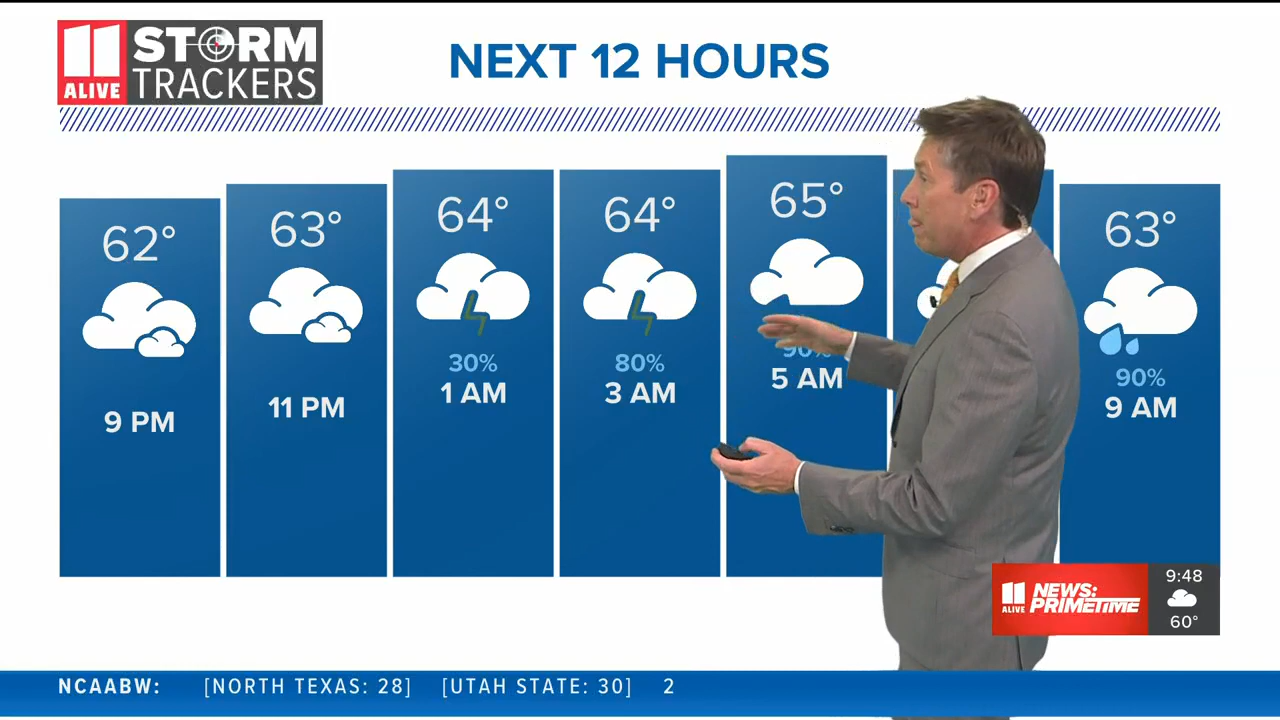 11 ALIVE
STORM
TRACKERS
NEXT 12 HOURS
62° 63° 64° 64° 65° 63°
30% 80% 90% 90%
9 PM 11 PM 1 AM 3 AM 5 AM 9 AM
11 ALIVE NEWS:
PRIMETIME
9:48
60°
NCAABW: [NORTH TEXAS: 28] [UTAH STATE: 30] 2